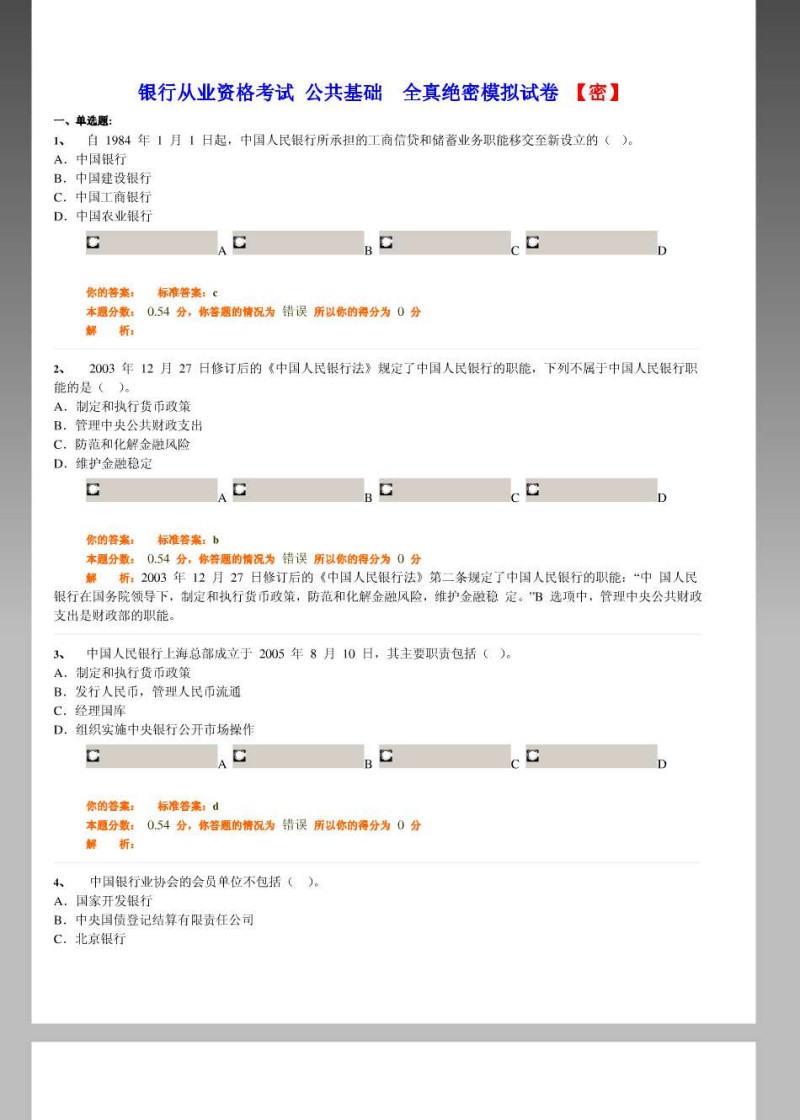 银行从业资格考试 公共基础 全真绝密模拟试卷 【密】
一、单选题:
1、 自 1984 年 1 月 1 日起，中国人民银行所承担的工商信贷和储蓄业务职能移交至新设立的（ ）。
A．中国银行
B．中国建设银行
C．中国工商银行
D．中国农业银行
A B C D
你的答案： 标准答案：c
本题分数： 0.54 分，你答题的情况为 错误 所以你的得分为 0 分
解 析：
2、 2003 年 12 月 27 日修订后的《中国人民银行法》规定了中国人民银行的职能，下列不属于中国人民银行职
能的是（ ）。
A．制定和执行货币政策
B．管理中央公共财政支出
C．防范和化解金融风险
D．维护金融稳定
A B C D
你的答案： 标准答案：b
本题分数： 0.54 分，你答题的情况为 错误 所以你的得分为 0 分
解 析：2003 年 12 月 27 日修订后的《中国人民银行法》第二条规定了中国人民银行的职能：“中 国人民
银行在国务院领导下，制定和执行货币政策，防范和化解金融风险，维护金融稳 定。”B 选项中，管理中央公共财政
支出是财政部的职能。
3、 中国人民银行上海总部成立于 2005 年 8 月 10 日，其主要职责包括（ ）。
A．制定和执行货币政策
B．发行人民币，管理人民币流通
C．经理国库
D．组织实施中央银行公开市场操作
A B C D
你的答案： 标准答案：d
本题分数： 0.54 分，你答题的情况为 错误 所以你的得分为 0 分
解 析：
4、 中国银行业协会的会员单位不包括（ ）。
A．国家开发银行
B．中央国债登记结算有限责任公司
C．北京银行